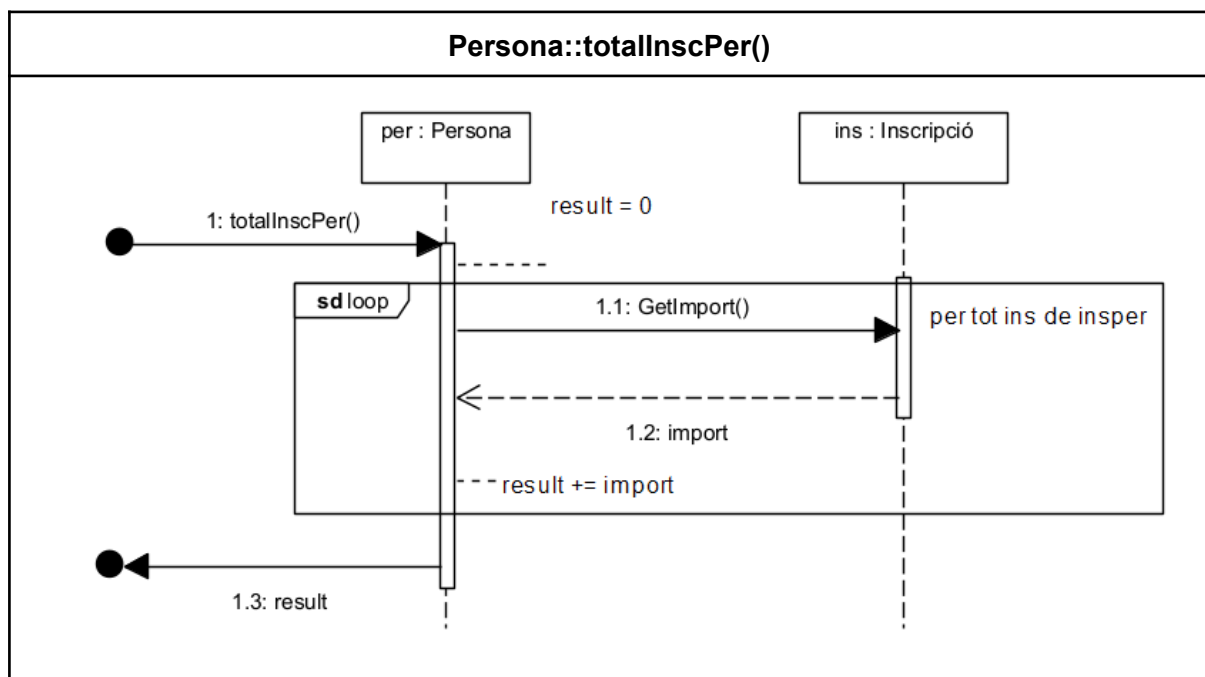 Persona::totalInscPer()
per : Persona
ins : Inscripció
result = 0
1: totalInscPer()
sd loop
1.1: GetImport()
per tot ins de insper
1.2: import
result += import
1.3: result